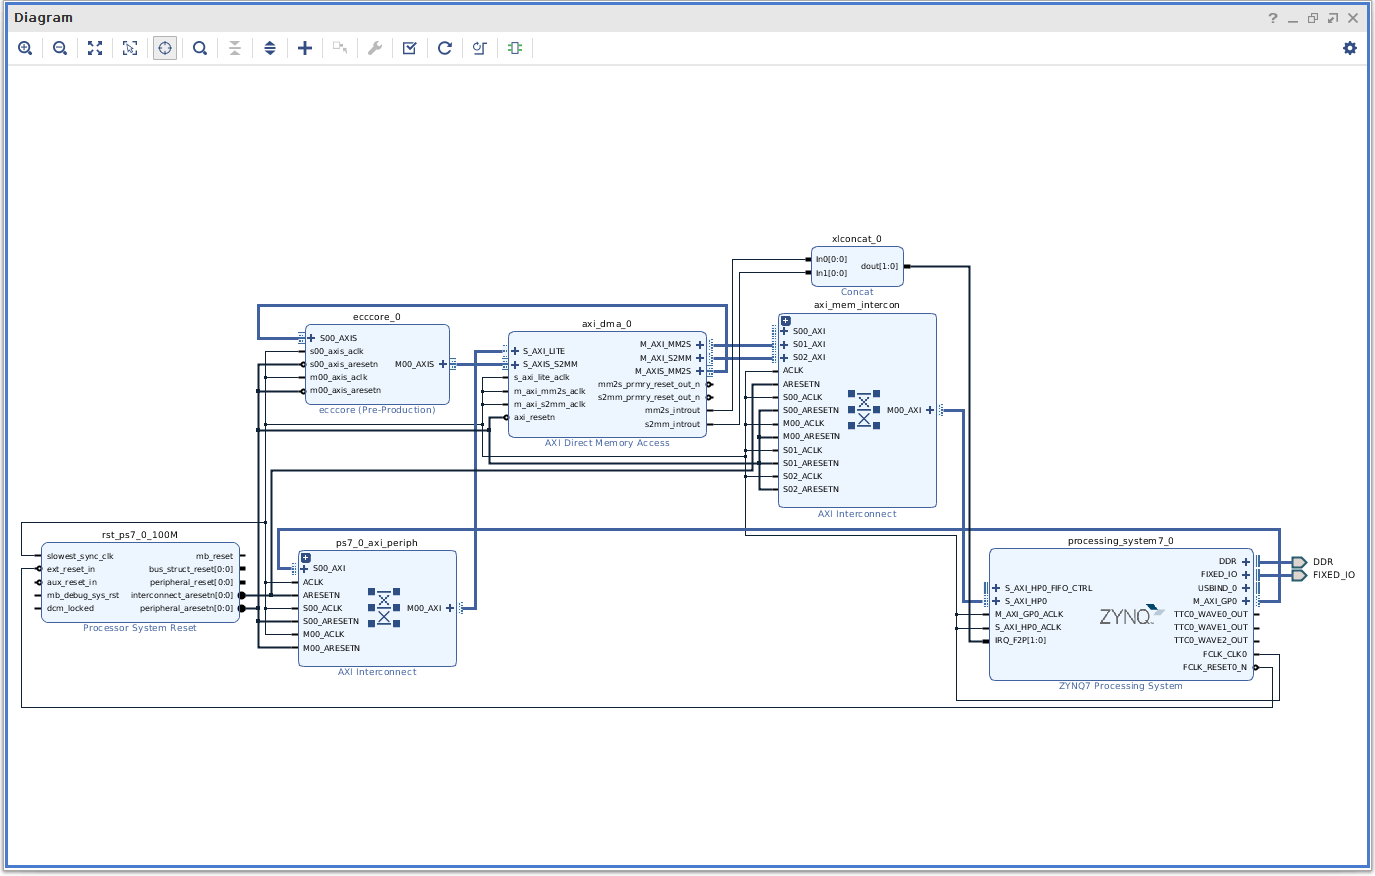 Diagram
xlconcat_0
In0[0:0]
In1[0:0]
dout[1:0]
Concat
ecccore_0
S00_AXIS
s00_axis_aclk
s00_axis_aresetn
m00_axis_aclk
m00_axis_aresetn
M00_AXIS
ecccore (Pre-Production)
axi_dma_0
S_AXI_LITE
S_AXIS_S2MM
s_axi_lite_aclk
m_axi_mm2s_aclk
m_axi_s2mm_aclk
axi_resetn
M_AXI_MM2S
M_AXI_S2MM
M_AXIS_MM2S
mm2s_prmry_reset_out_n
s2mm_prmry_reset_out_n
mm2s_introut
s2mm_introut
AXI Direct Memory Access
axi_mem_intercon
S00_AXI
S01_AXI
S02_AXI
ACLK
ARESETN
S00_ACLK
S00_ARESETN
M00_ACLK
M00_ARESETN
S01_ACLK
S01_ARESETN
S02_ACLK
S02_ARESETN
M00_AXI
AXI Interconnect
rst_ps7_0_100M
slowest_sync_clk
ext_reset_in
aux_reset_in
mb_debug_sys_rst
dcm_locked
mb_reset
bus_struct_reset[0:0]
peripheral_reset[0:0]
interconnect_aresetn[0:0]
peripheral_aresetn[0:0]
Processor System Reset
ps7_0_axi_periph
S00_AXI
ACLK
ARESETN
S00_ACLK
S00_ARESETN
M00_ACLK
M00_ARESETN
M00_AXI
AXI Interconnect
processing_system7_0
S_AXI_HP0_FIFO_CTRL
S_AXI_HP0
M_AXI_GP0_ACLK
S_AXI_HP0_ACLK
IRQ_F2P[1:0]
ZYNQ
DDR
FIXED_IO
USBIND_0
M_AXI_GP0
TTC0_WAVE0_OUT
TTC0_WAVE1_OUT
TTC0_WAVE2_OUT
FCLK_CLK0
FCLK_RESET0_N
ZYNQ7 Processing System
DDR
FIXED_IO